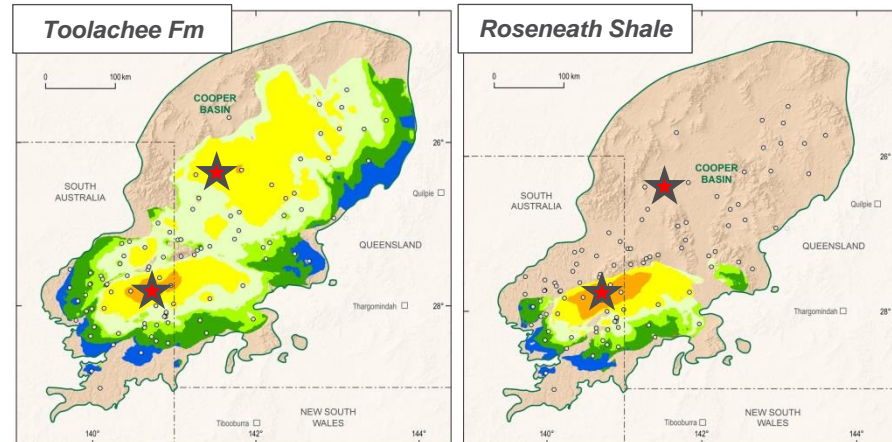 Toolachee Fm
0 100 km
COOPER
BASIN
26°
SOUTH
AUSTRALIA
Quilpie
QUEENSLAND
Thargomindah
28°
NEW SOUTH
WALES
Tibooburra
140° 142° 144°
Roseneath Shale
0 100 km
COOPER
BASIN
26°
SOUTH
AUSTRALIA
Quilpie
QUEENSLAND
Thargomindah
28°
NEW SOUTH
WALES
Tibooburra
140° 142° 144°